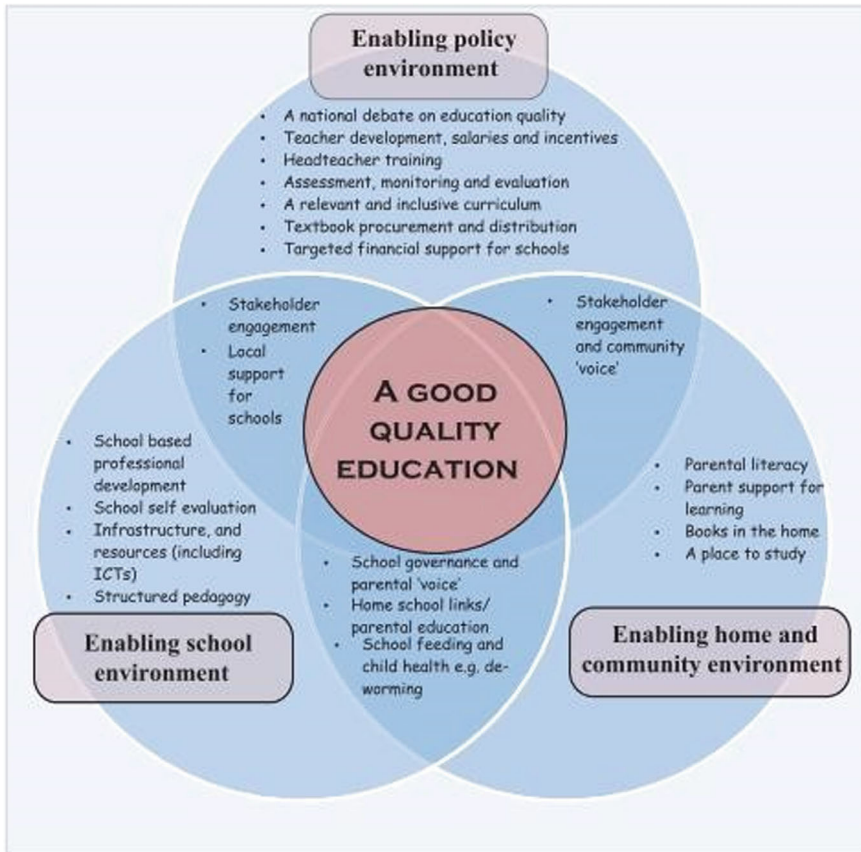 Enabling policy
environment
• A national debate on education quality
• Teacher development, salaries and incentives
• Headteacher training
• Assessment, monitoring and evaluation
• A relevant and inclusive curriculum
• Textbook procurement and distribution
• Targeted financial support for schools
• Stakeholder
engagement
• Local
support
for
schools
• Stakeholder
engagement
and community
'voice'
A GOOD
QUALITY
EDUCATION
• School based
professional
development
• School self evaluation
• Infrastructure, and
resources (including
ICTs)
• Structured pedagogy
• Parental literacy
• Parent support for
learning
• Books in the home
• A place to study
• School governance and
parental 'voice'
• Home school links/
parental education
• School feeding and
child health e.g. de-
worming
Enabling school
environment
Enabling home and
community environment